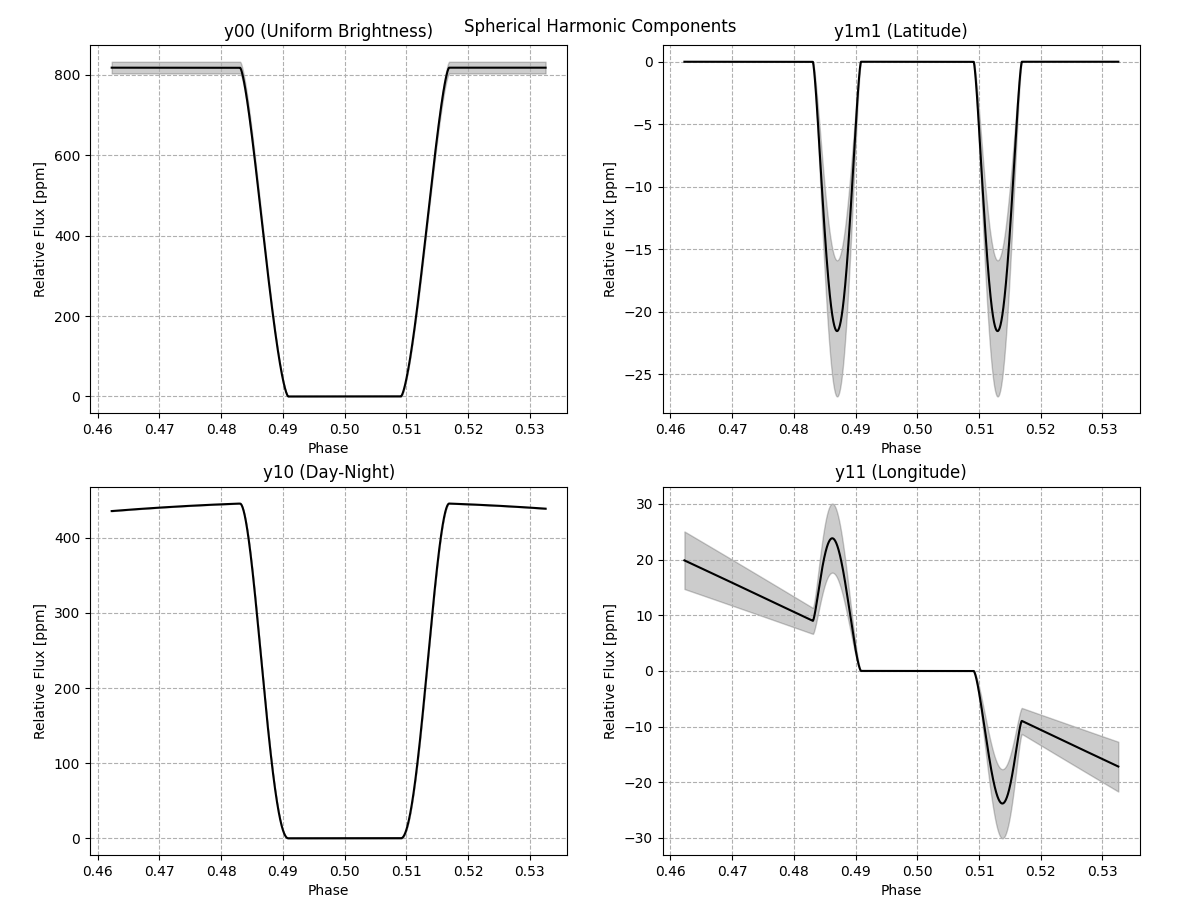 Spherical Harmonic Components
y00 (Uniform Brightness)
Relative Flux [ppm]
800
600
400
200
0
0.46 0.47 0.48 0.49 0.50 0.51 0.52 0.53
Phase
y1m1 (Latitude)
Relative Flux [ppm]
0
−5
−10
−15
−20
−25
0.46 0.47 0.48 0.49 0.50 0.51 0.52 0.53
Phase
y10 (Day-Night)
Relative Flux [ppm]
400
300
200
100
0
0.46 0.47 0.48 0.49 0.50 0.51 0.52 0.53
Phase
y11 (Longitude)
Relative Flux [ppm]
30
20
10
0
−10
−20
−30
0.46 0.47 0.48 0.49 0.50 0.51 0.52 0.53
Phase